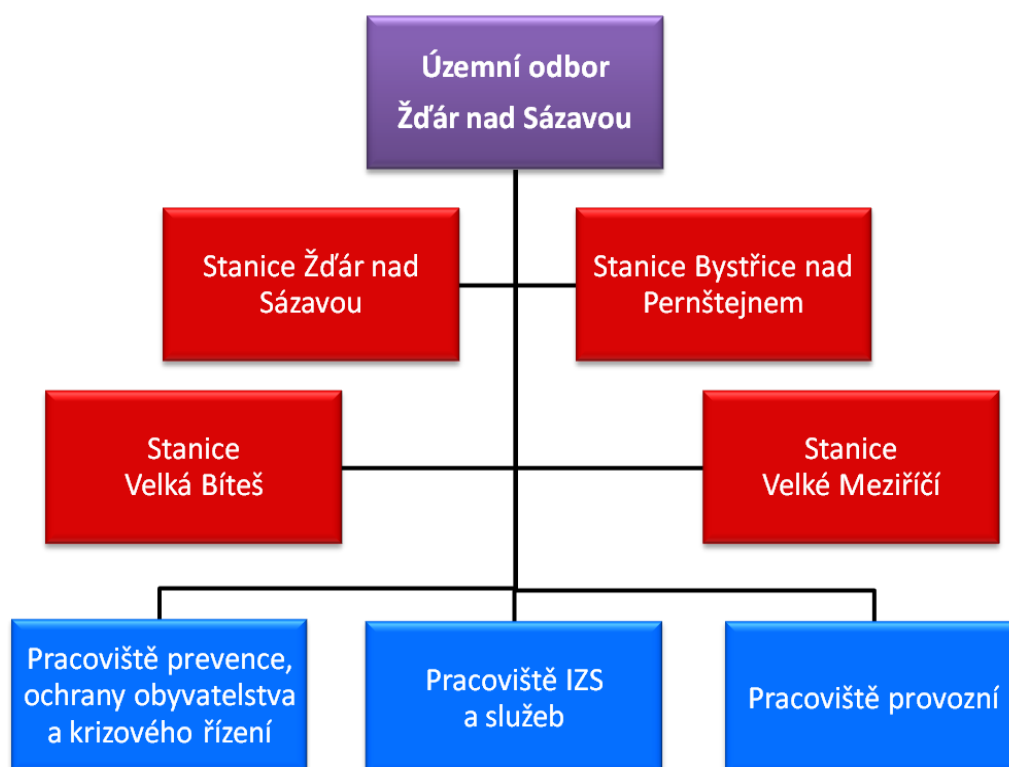 Územní odbor
Žďár nad Sázavou
Stanice Žďár nad
Sázavou
Stanice Bystřice nad
Pernštejnem
Stanice
Velká Bíteš
Stanice
Velké Meziříčí
Pracoviště prevence,
ochrany obyvatelstva
a krizového řízení
Pracoviště IZS
a služeb
Pracoviště provozní